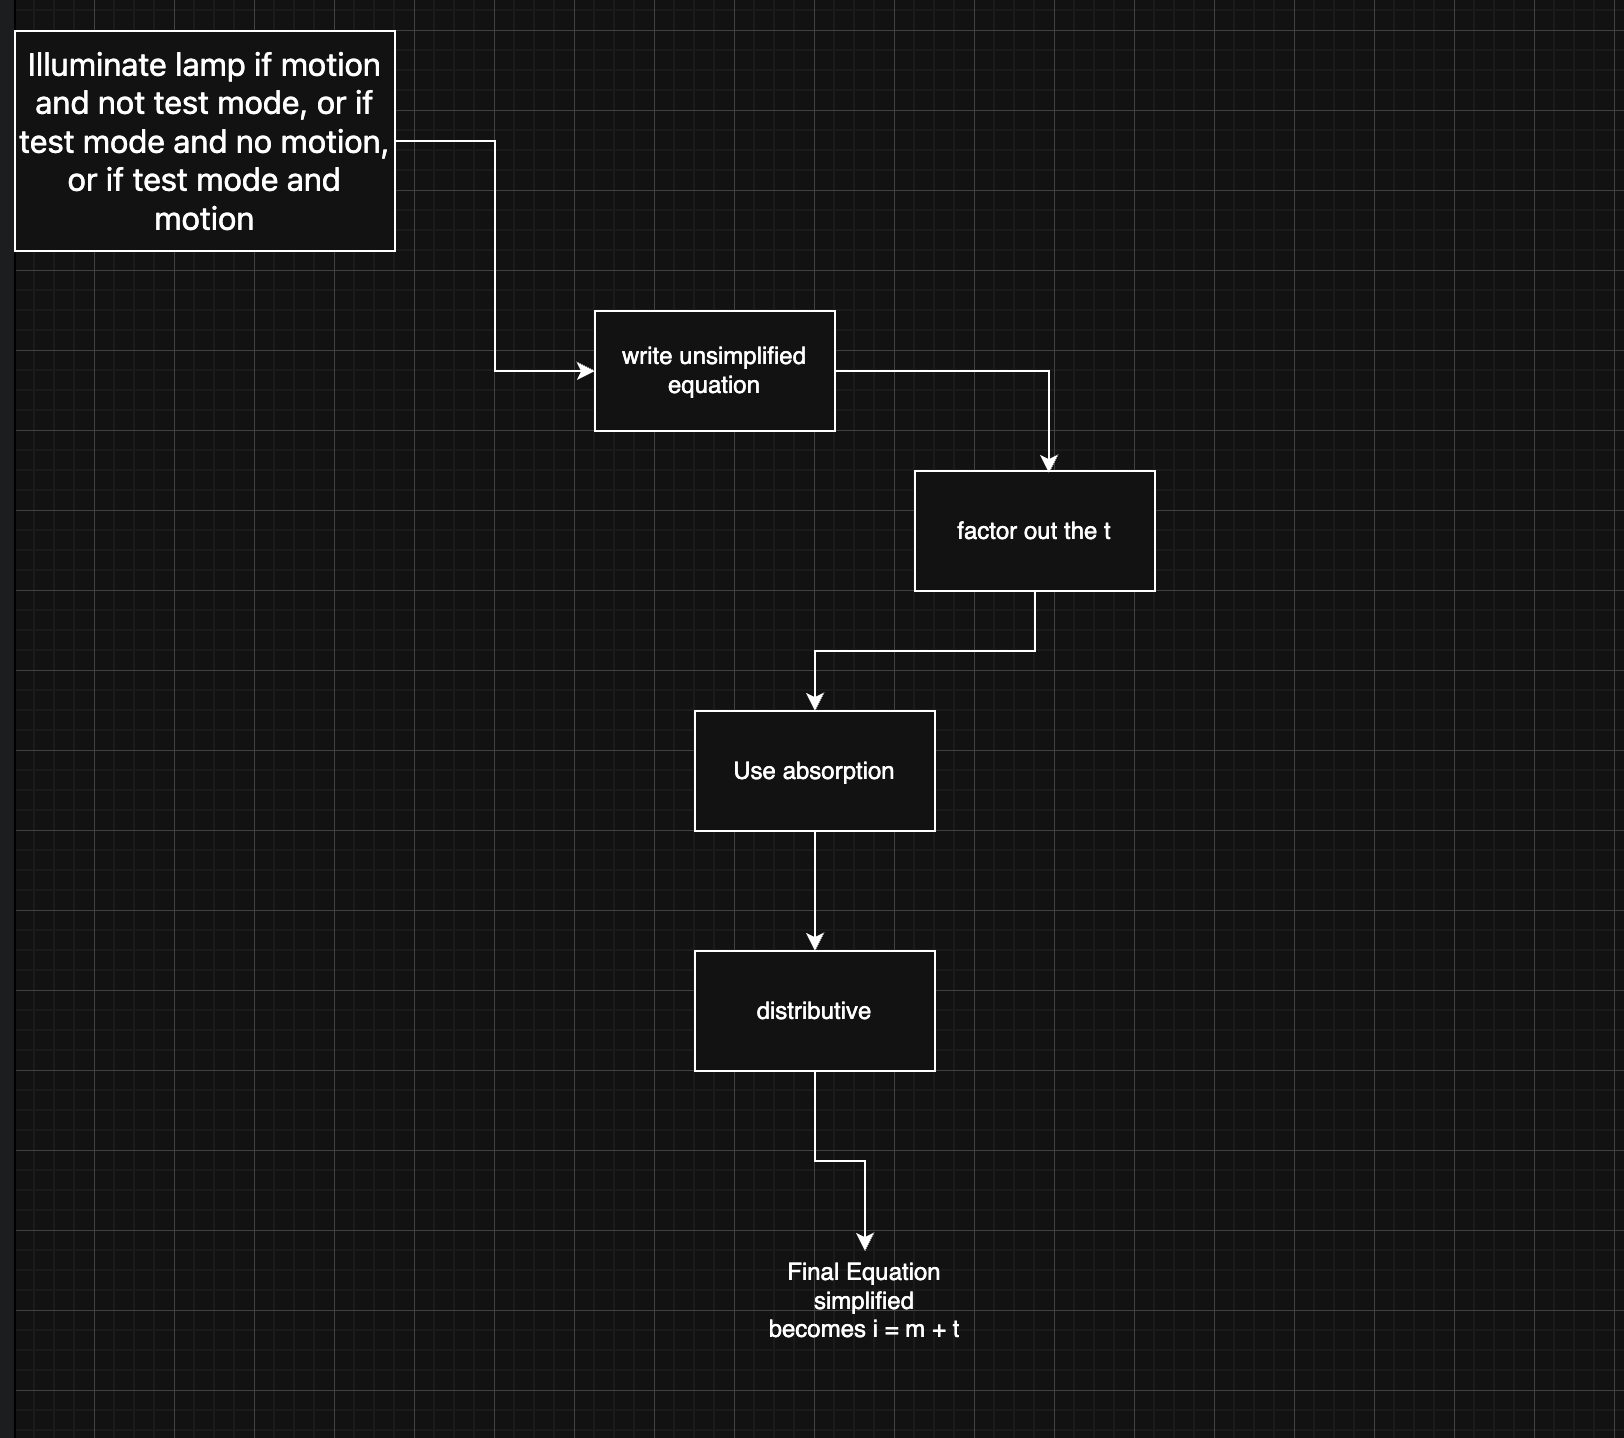 Illuminate lamp if motion
and not test mode, or if
test mode and no motion,
or if test mode and
motion
write unsimplified
equation
factor out the t
Use absorption
distributive
Final Equation
simplified
becomes i = m + t